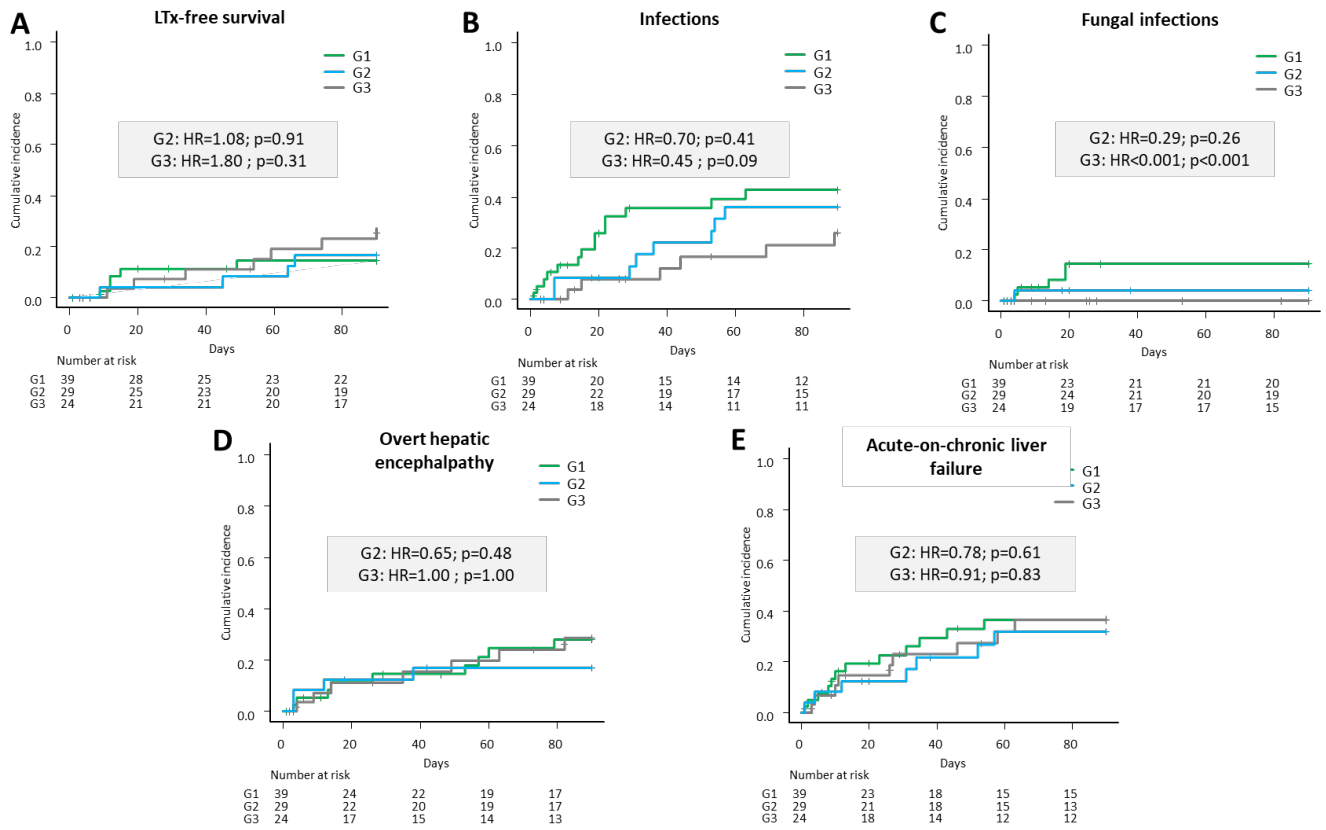 A
LTx-free survival
G1
G2
G3
G2: HR=1.08; p=0.91
G3: HR=1.80 ; p=0.31
Cumulative incidence
1.0
0.8
0.6
0.4
0.2
0.0
0 20 40 60 80
Days
Number at risk
G1 39 28 25 23 22
G2 29 25 23 20 19
G3 24 21 21 20 17
B
Infections
G1
G2
G3
G2: HR=0.70; p=0.41
G3: HR=0.45 ; p=0.09
Cumulative incidence
1.0
0.8
0.6
0.4
0.2
0.0
0 20 40 60 80
Days
Number at risk
G1 39 20 15 14 12
G2 29 22 19 17 15
G3 24 18 14 11 11
C
Fungal infections
G1
G2
G3
G2: HR=0.29; p=0.26
G3: HR<0.001; p<0.001
Cumulative incidence
1.0
0.8
0.6
0.4
0.2
0.0
0 20 40 60 80
Days
Number at risk
G1 39 23 21 21 20
G2 29 24 21 20 19
G3 24 19 17 17 15
D
Overt hepatic
encephalpathy
G1
G2
G3
G2: HR=0.65; p=0.48
G3: HR=1.00 ; p=1.00
Cumulative incidence
1.0
0.8
0.6
0.4
0.2
0.0
0 20 40 60 80
Days
Number at risk
G1 39 24 22 19 17
G2 29 22 20 19 17
G3 24 17 15 14 13
E
Acute-on-chronic liver
failure
G1
G2
G3
G2: HR=0.78; p=0.61
G3: HR=0.91; p=0.83
Cumulative incidence
1.0
0.8
0.6
0.4
0.2
0.0
0 20 40 60 80
Days
Number at risk
G1 39 23 18 15 15
G2 29 21 18 15 13
G3 24 18 14 12 12